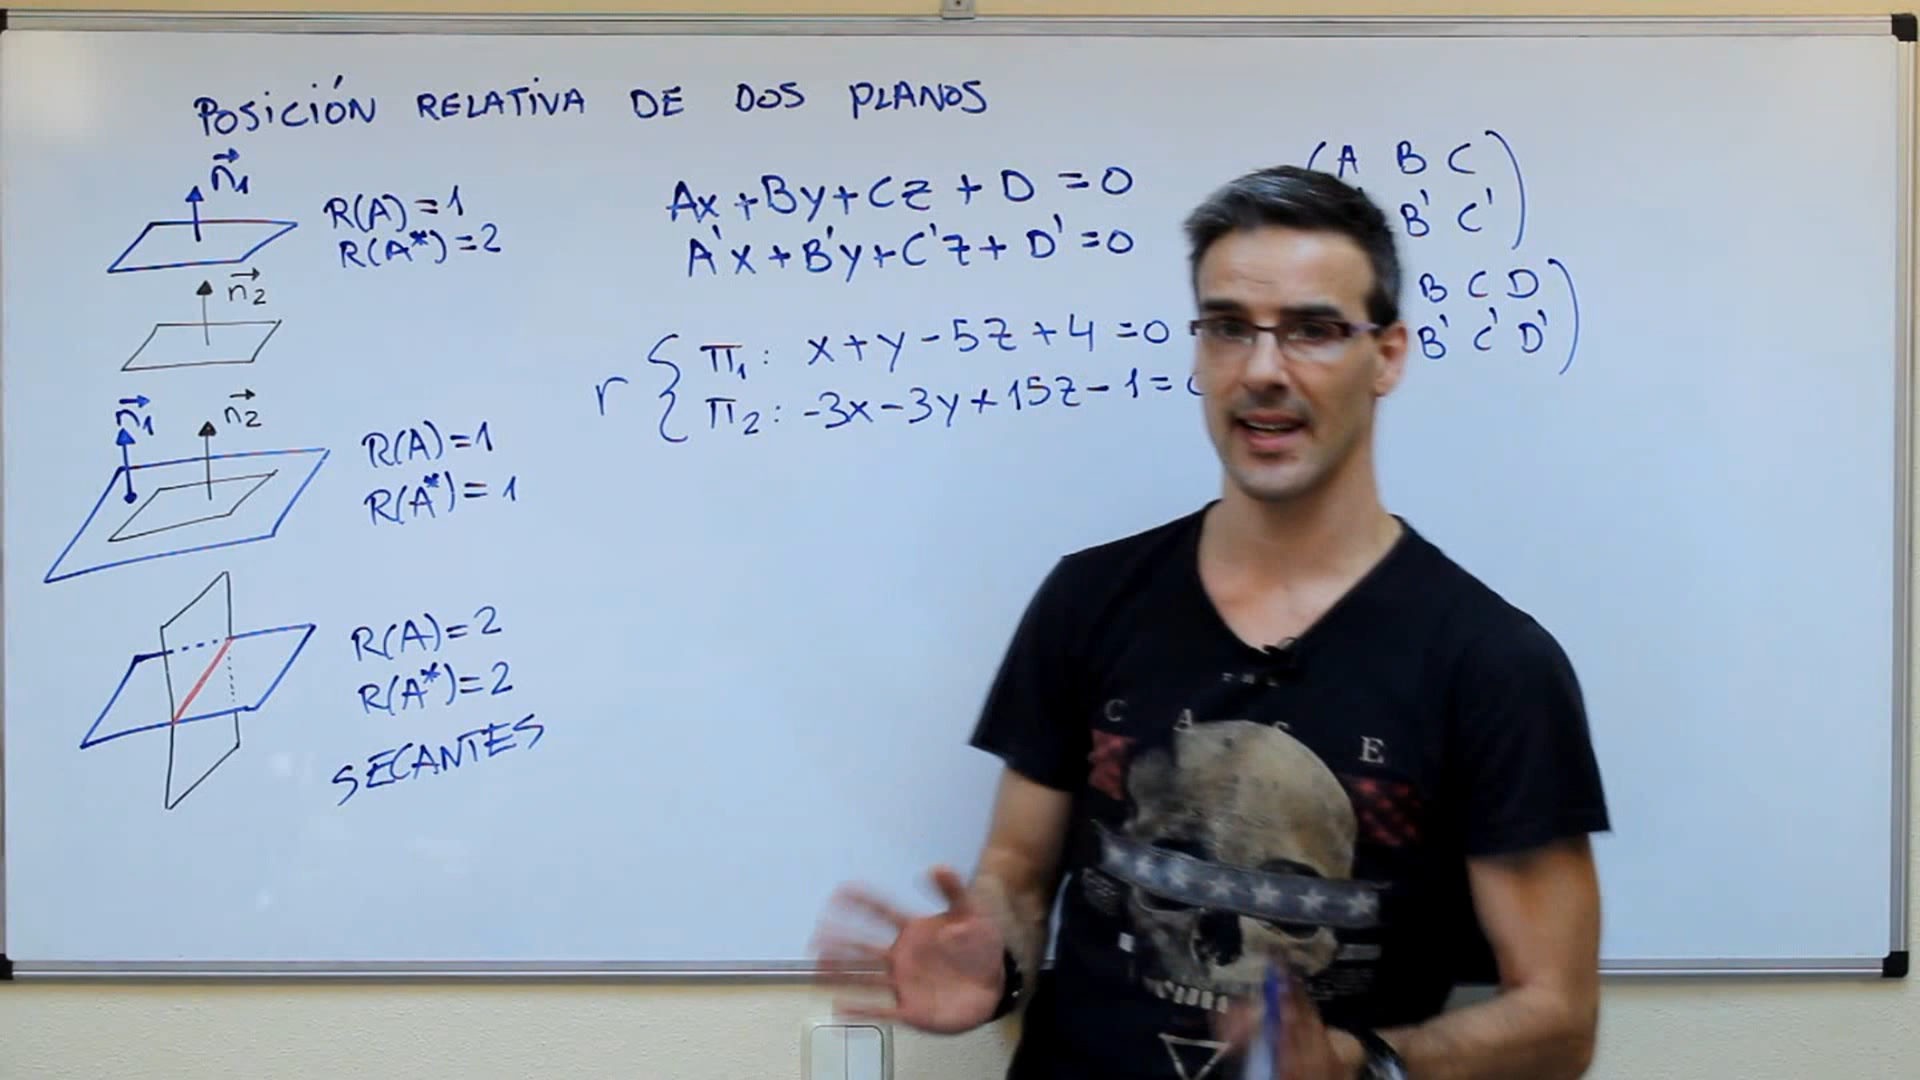 POSICIÓN RELATIVA DE DOS PLANOS
n1
R(A)=1
R(A*)=2
n2
n1 n2
R(A)=1
R(A*)=1
R(A)=2
R(A*)=2
SECANTES
Ax+By+Cz+D=0
A'x+B'y+C'z+D'=0
r { π1: x+y-5z+4=0
π2: -3x-3y+15z-1=
(A B C)
B' C'
B C D
B' C' D'
C A S E